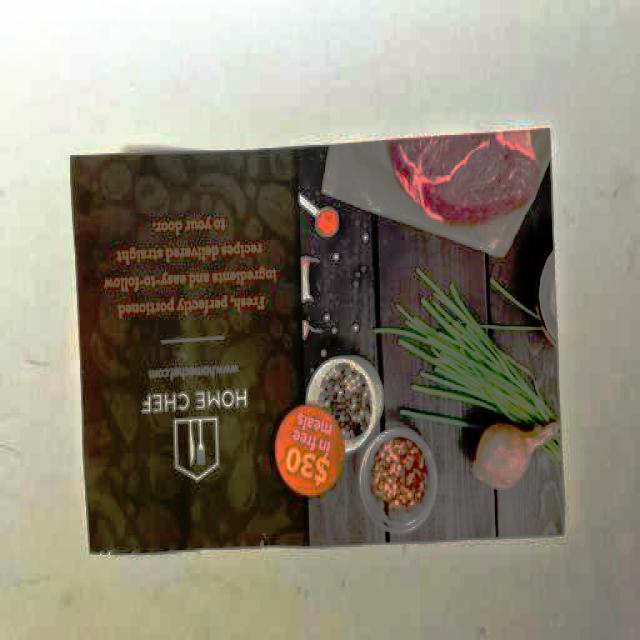 HOME CHEF
www.homechef.com
Fresh, perfectly portioned
ingredients and easy-to-follow
recipes delivered straight
to your door.
$30
in free
meals